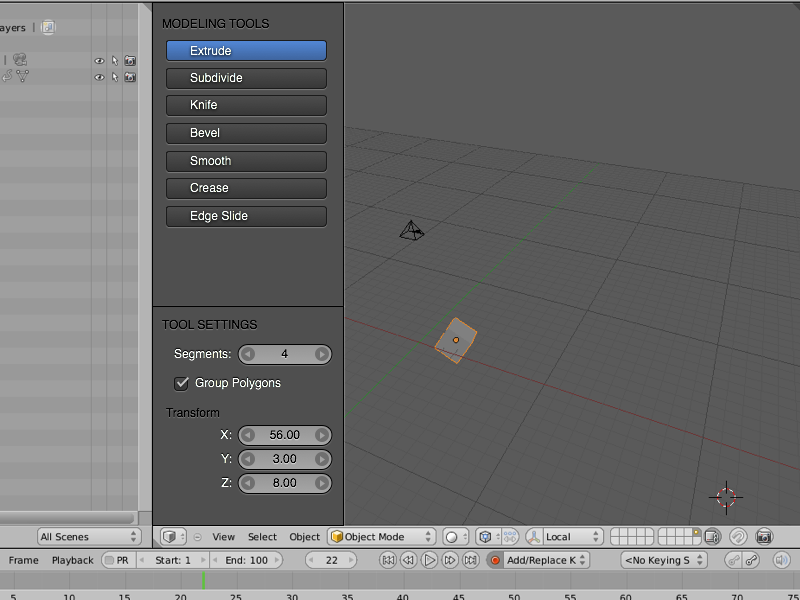 ayers
MODELING TOOLS
Extrude
Subdivide
Knife
Bevel
Smooth
Crease
Edge Slide
TOOL SETTINGS
Segments: 4
Group Polygons
Transform
X: 56.00
Y: 3.00
Z: 8.00
All Scenes View Select Object Object Mode Local
Frame Playback PR Start: 1 End: 100 22 Add/Replace K <No Keying S
5 10 15 20 25 30 35 40 45 50 55 60 65 70 75